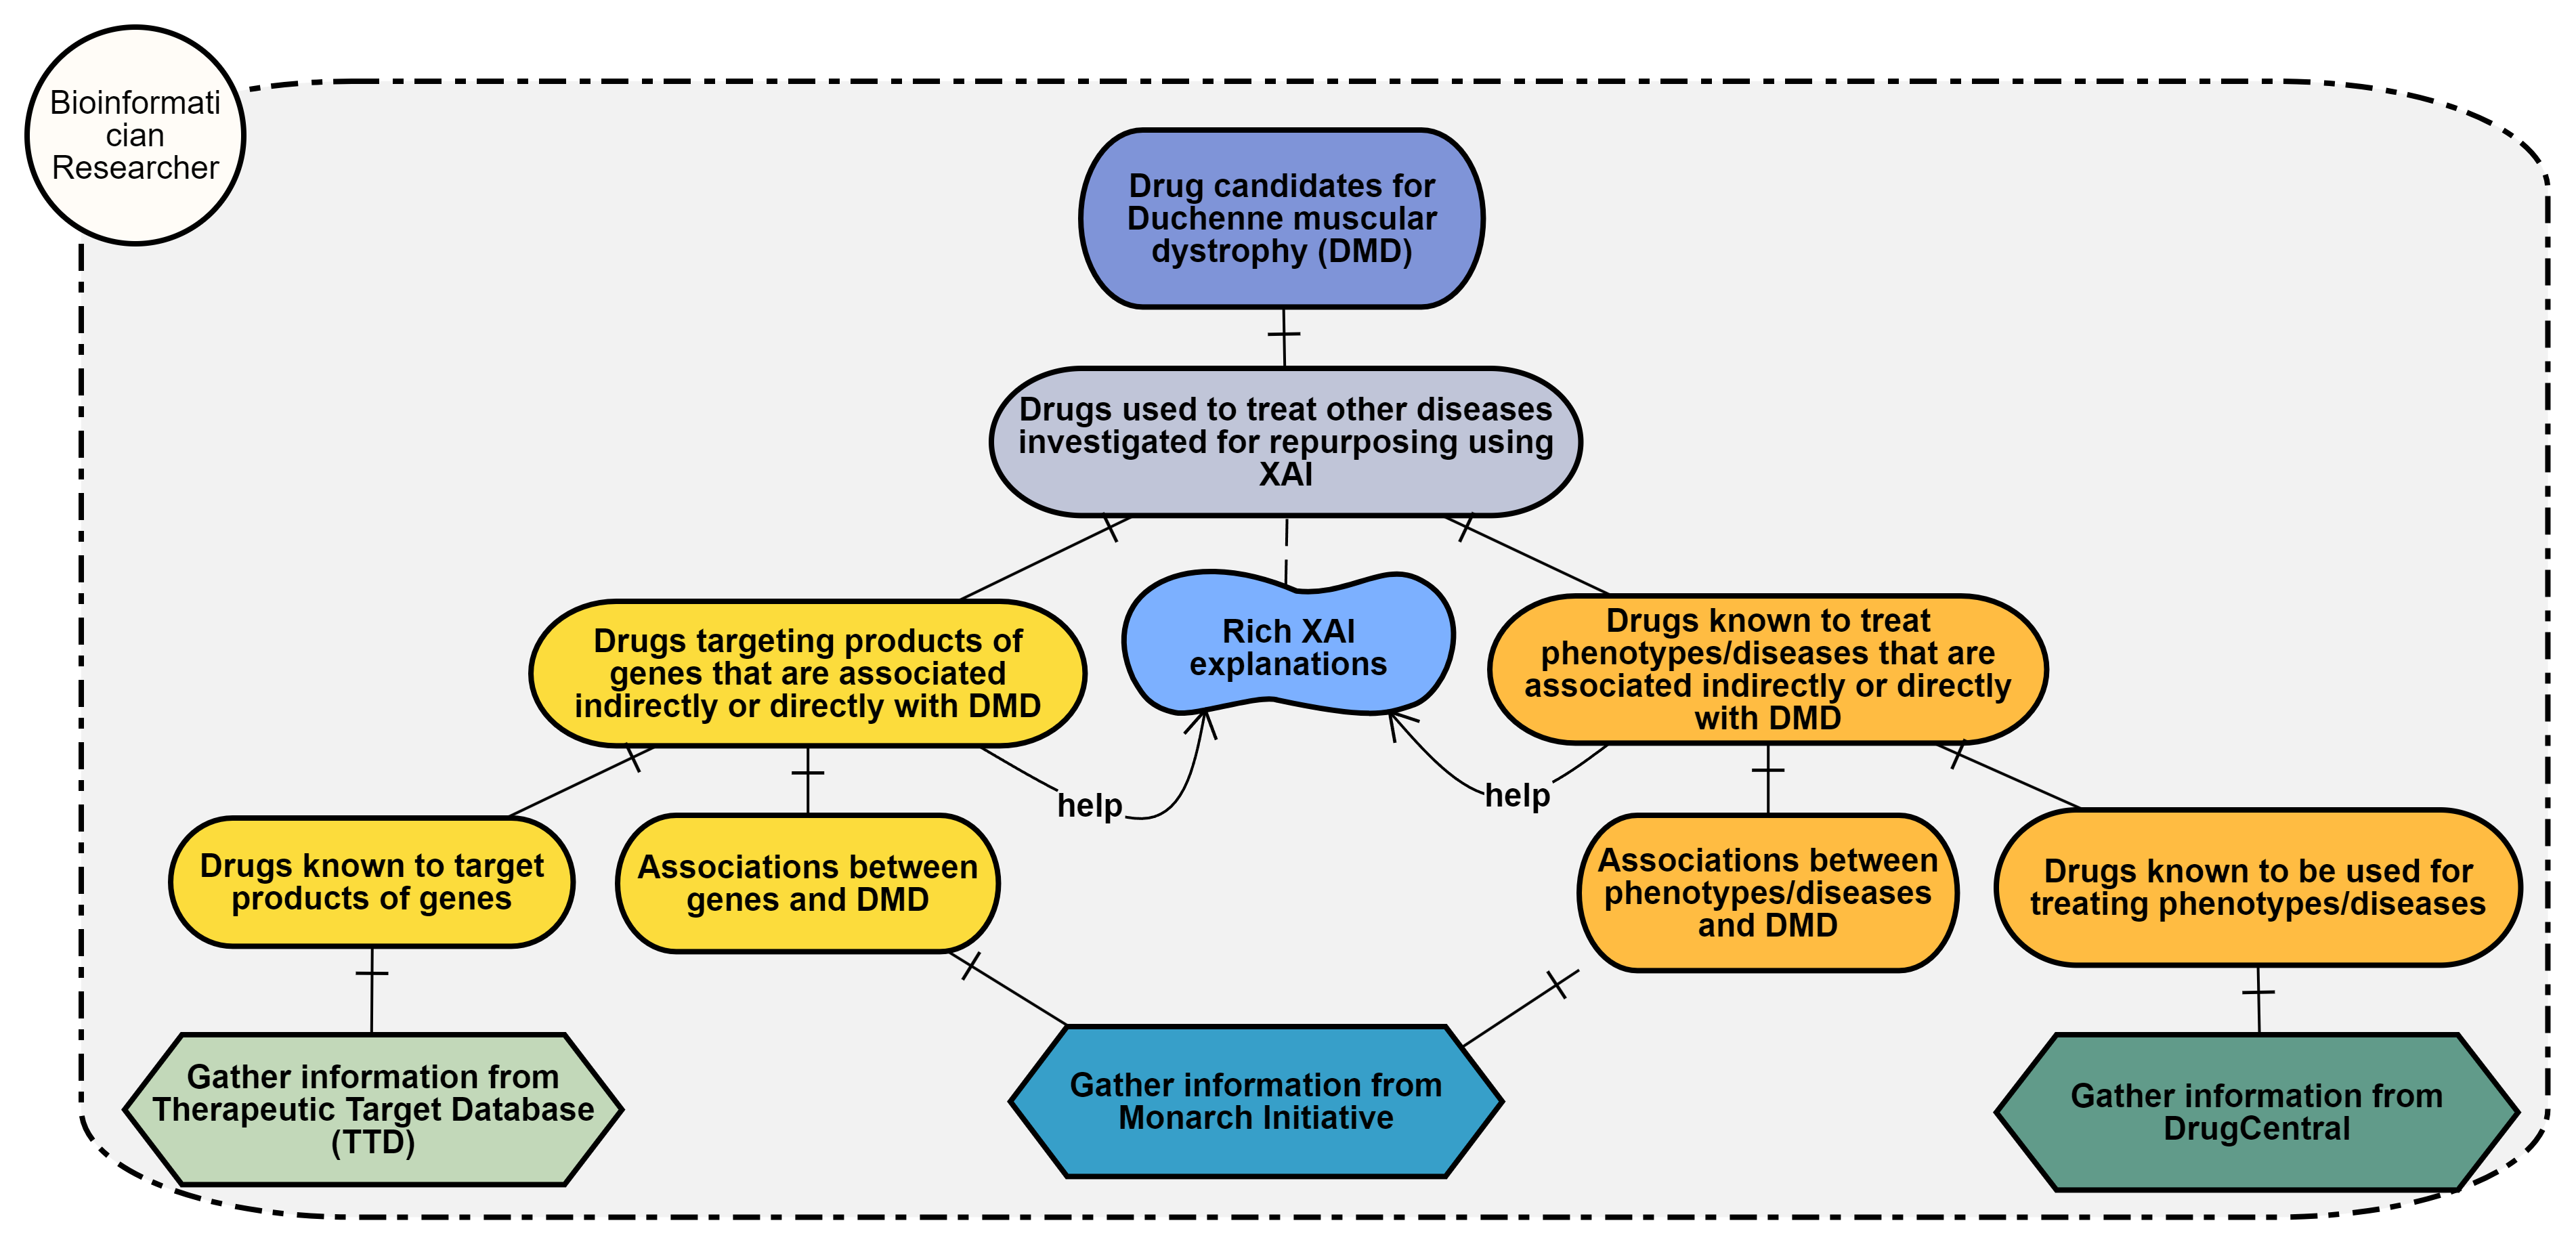 Bioinformati
cian
Researcher
Drug candidates for
Duchenne muscular
dystrophy (DMD)
Drugs used to treat other diseases
investigated for repurposing using
XAI
Drugs targeting products of
genes that are associated
indirectly or directly with DMD
Rich XAI
explanations
Drugs known to treat
phenotypes/diseases that are
associated indirectly or directly
with DMD
help
help
Drugs known to target
products of genes
Associations between
genes and DMD
Associations between
phenotypes/diseases
and DMD
Drugs known to be used for
treating phenotypes/diseases
Gather information from
Therapeutic Target Database
(TTD)
Gather information from
Monarch Initiative
Gather information from
DrugCentral